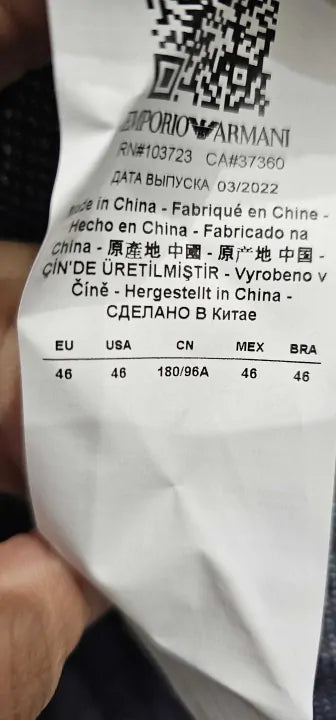 EMPORIO ARMANI
RN#103723 CA#37360
ДАТА ВЫПУСКА 03/2022
Made in China - Fabriqué en Chine -
Hecho en China - Fabricado na
China - 原產地 中國 - 原产地 中国 -
ÇİN'DE ÜRETİLMİŞTİR - Vyrobeno v
Číně - Hergestellt in China -
СДЕЛАНО В Китае
EU USA CN MEX BRA
46 46 180/96A 46 46